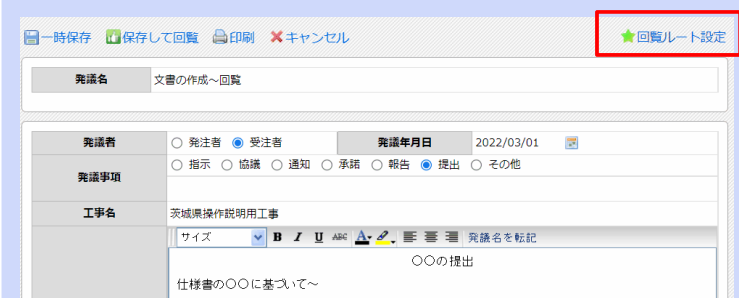 一時保存 保存して回覧 印刷 キャンセル 回覧ルート設定
発議名 文書の作成～回覧
発議者 発注者 受注者 発議年月日 2022/03/01
発議事項 指示 協議 通知 承諾 報告 提出 その他
工事名 茨城県操作説明用工事
サイズ B I U ABC A 発議名を転記
〇〇の提出
仕様書の〇〇に基づいて～